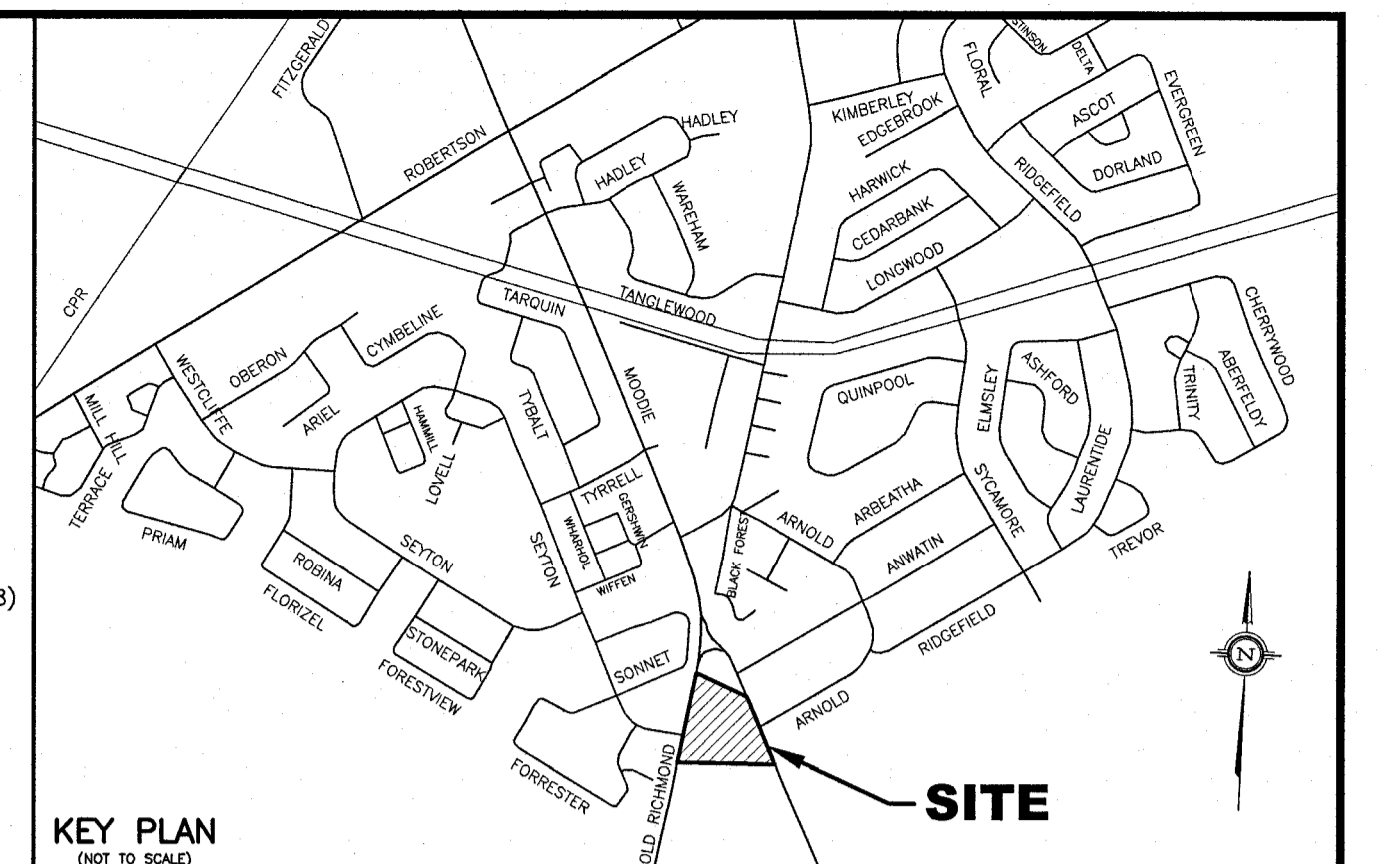 FITZGERALD
STINSON
FLORAL
DELTA
EVERGREEN
KIMBERLEY
EDGEBROOK
ASCOT
HADLEY
ROBERTSON
HADLEY
DORLAND
HARWICK
RIDGEFIELD
WAREHAM
CEDARBANK
LONGWOOD
CPR
TARQUIN
TANGLEWOOD
CHERRYWOOD
CYMBELINE
OBERON
WESTCLIFFE
ASHFORD
ABERFELDY
TRINITY
QUINPOOL
ELMSLEY
MOODIE
MILL HILL
ARIEL
HAMMILL
TYBALT
LAURENTIDE
LOVELL
TERRACE
TYRRELL
GERSHWIN
WHARHOL
ARBEATHA
SYCAMORE
ARNOLD
PRIAM
SEYTON
SEYTON
ANWATIN
TREVOR
BLACK FORES
ROBINA
WIFFEN
FLORIZEL
8)
RIDGEFIELD
STONEPARK
SONNET
FORESTVIEW
N
ARNOLD
FORRESTER
OLD RICHMOND
SITE
KEY PLAN
(NOT TO SCALE)